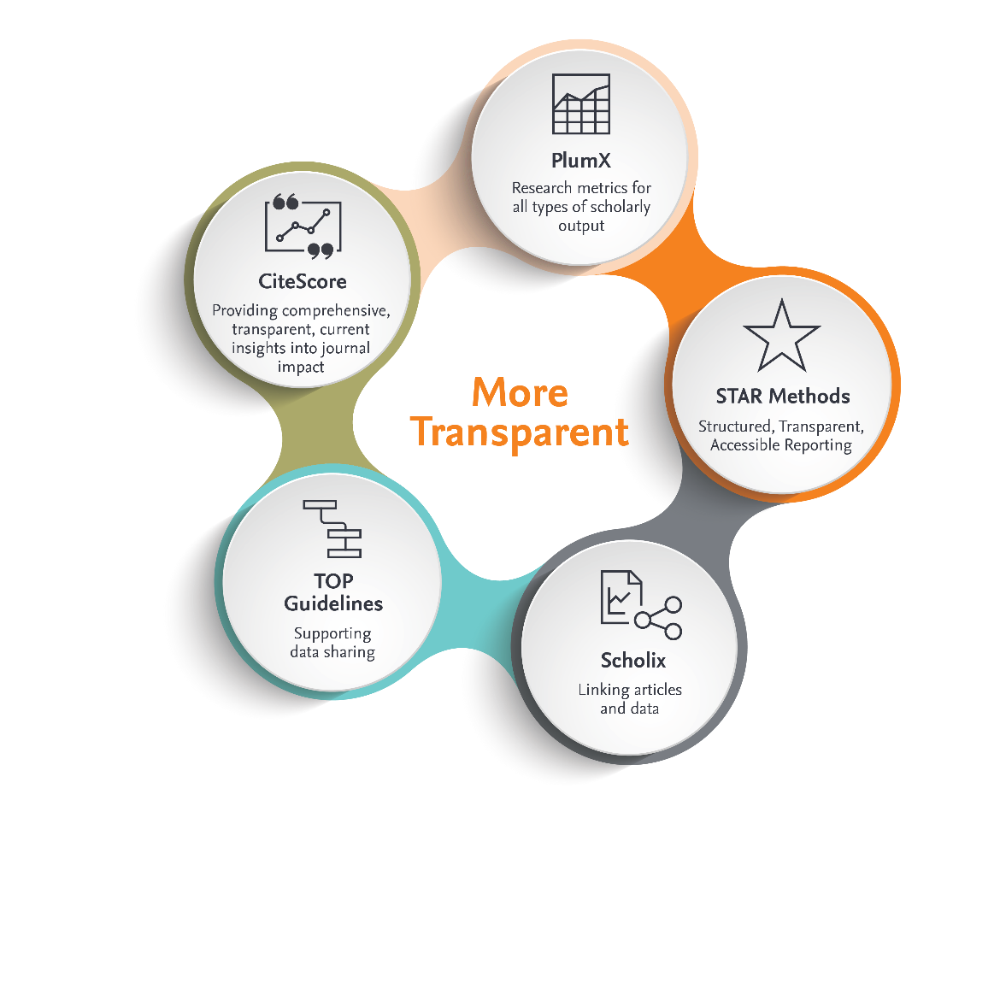 PlumX
Research metrics for
all types of scholarly
output
CiteScore
Providing comprehensive,
transparent, current
insights into journal
impact
More
Transparent
STAR Methods
Structured, Transparent,
Accessible Reporting
TOP
Guidelines
Supporting
data sharing
Scholix
Linking articles
and data